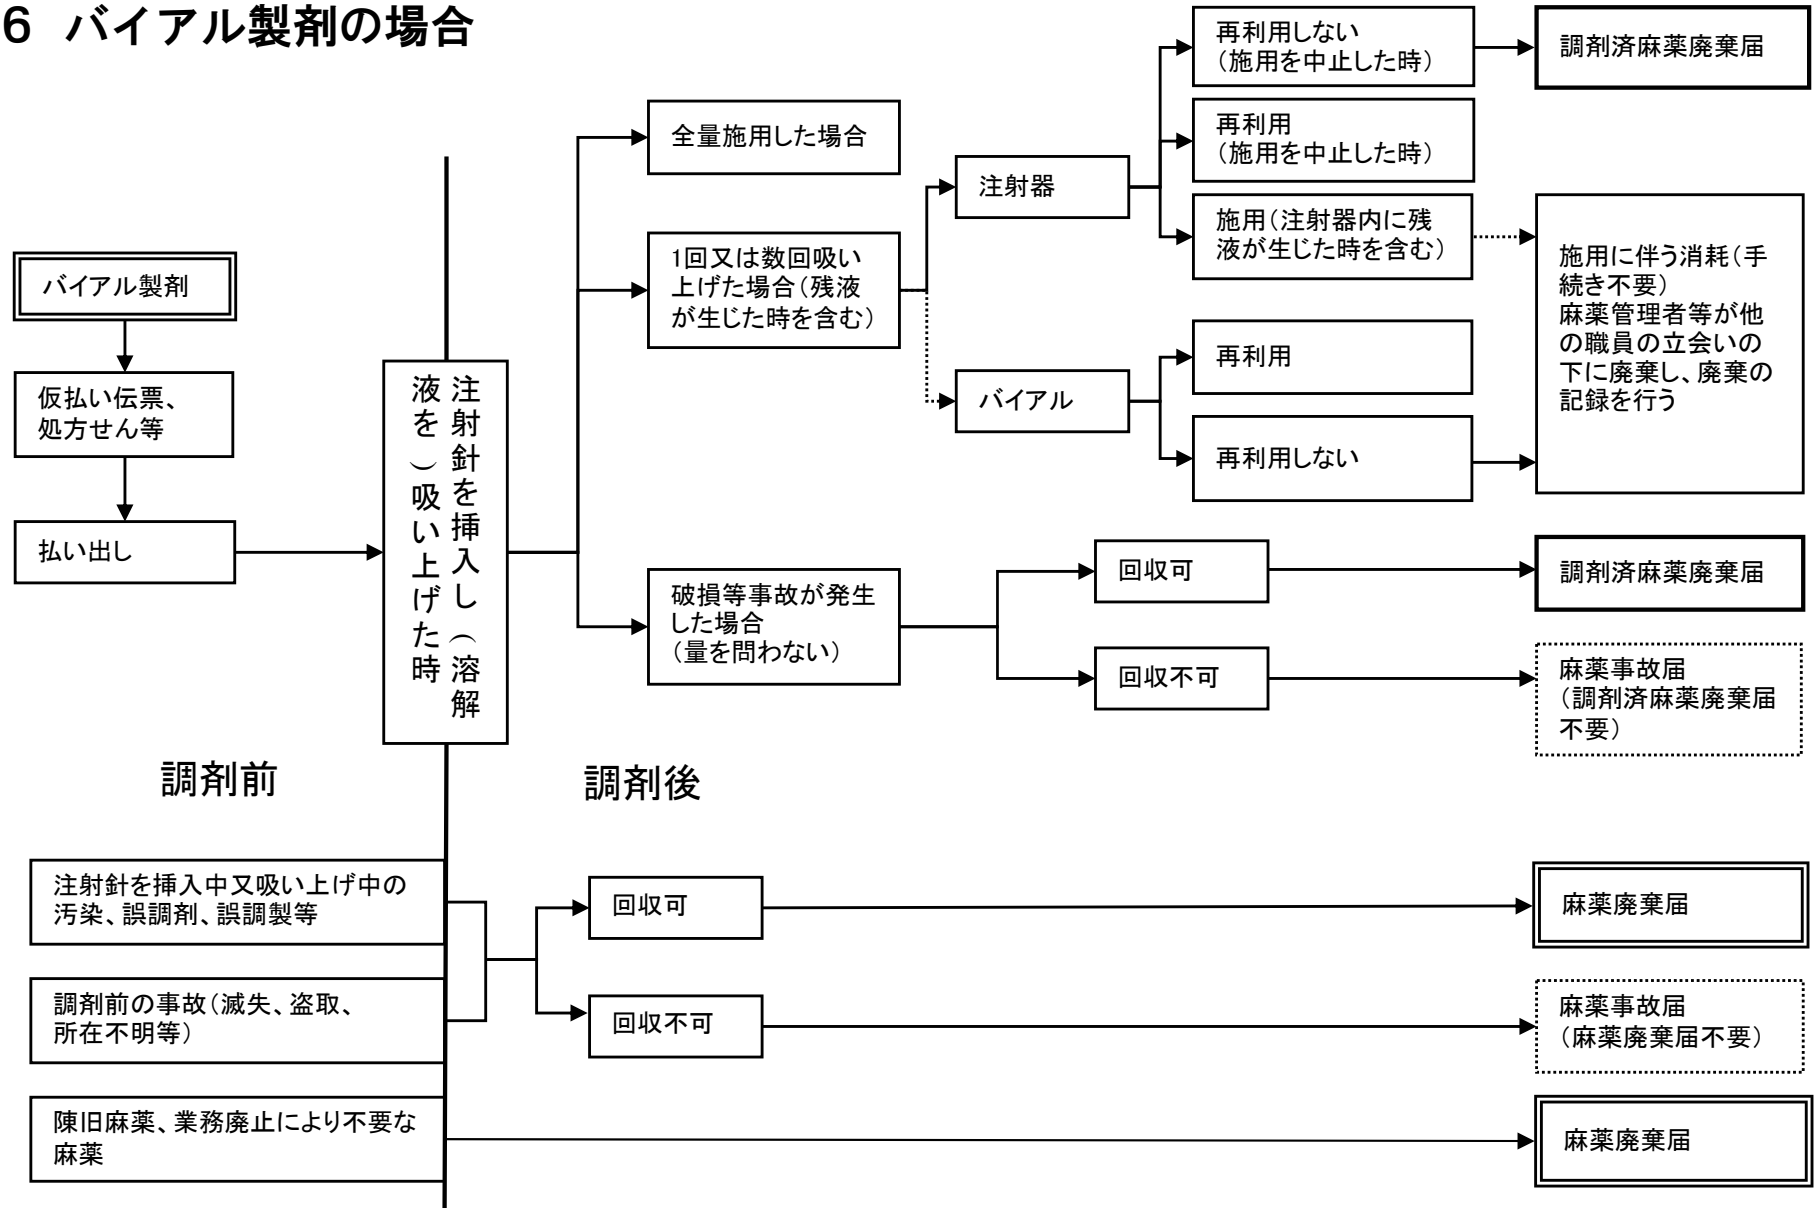 6 バイアル製剤の場合
バイアル製剤
仮払い伝票、
処方せん等
払い出し
注射針を挿入し（溶解
液を）吸い上げた時
全量施用した場合
1回又は数回吸い
上げた場合（残液
が生じた時を含む）
破損等事故が発生
した場合
（量を問わない）
注射器
バイアル
再利用しない
（施用を中止した時）
再利用
（施用を中止した時）
施用（注射器内に残
液が生じた時を含む）
再利用
再利用しない
調剤済麻薬廃棄届
施用に伴う消耗（手
続き不要）
麻薬管理者等が他
の職員の立会いの
下に廃棄し、廃棄の
記録を行う
回収可
回収不可
調剤済麻薬廃棄届
麻薬事故届
（調剤済麻薬廃棄届
不要）
調剤前
調剤後
注射針を挿入中又吸い上げ中の
汚染、誤調剤、誤調製等
調剤前の事故（滅失、盗取、
所在不明等）
回収可
回収不可
麻薬廃棄届
麻薬事故届
（麻薬廃棄届不要）
陳旧麻薬、業務廃止により不要な
麻薬
麻薬廃棄届